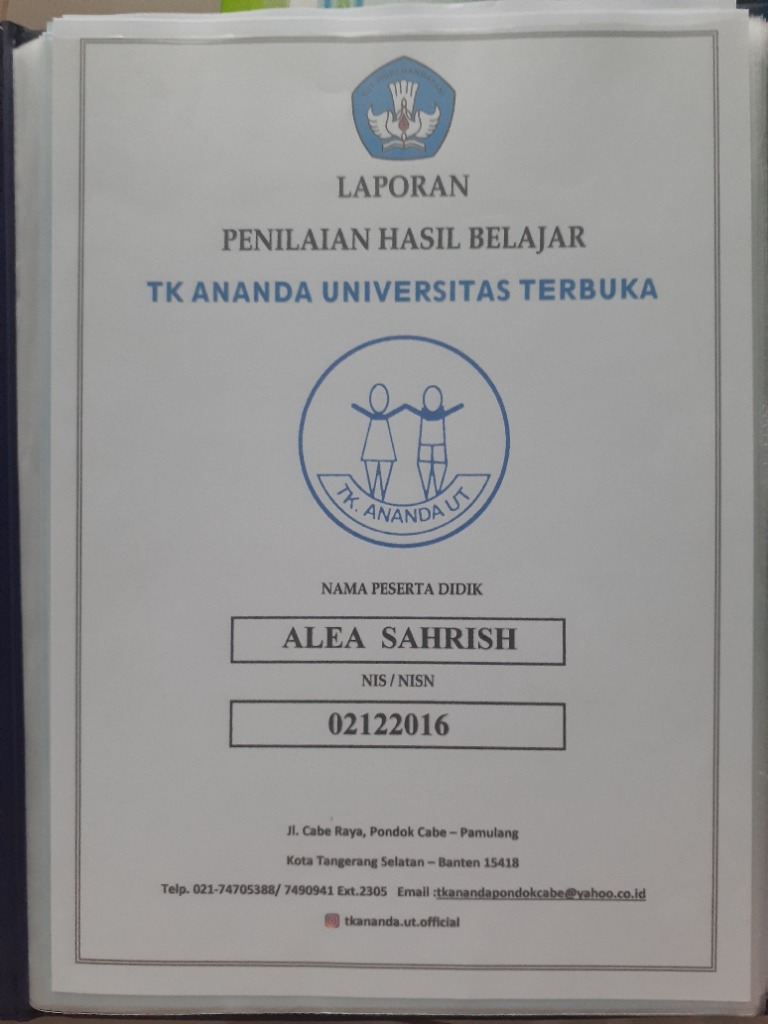 LAPORAN
PENILAIAN HASIL BELAJAR
TK ANANDA UNIVERSITAS TERBUKA
TK. ANANDA UT
NAMA PESERTA DIDIK
ALEA SAHRISH
NIS / NISN
02122016
Jl. Cabe Raya, Pondok Cabe – Pamulang
Kota Tangerang Selatan – Banten 15418
Telp. 021-74705388/ 7490941 Ext.2305 Email :tkanandapondokcabe@yahoo.co.id
tkananda.ut.official